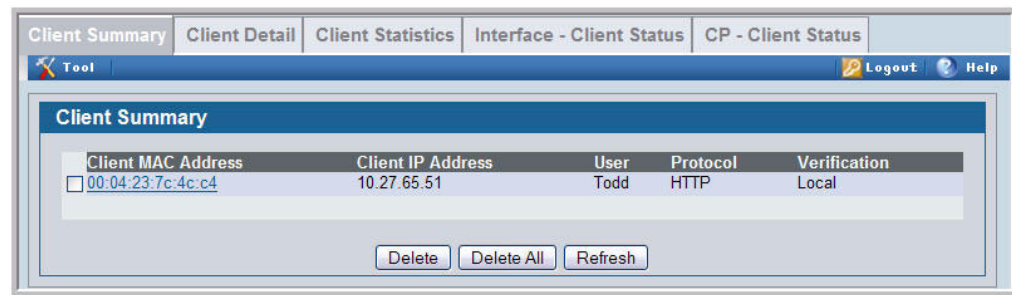 Client Summary Client Detail Client Statistics Interface - Client Status CP - Client Status
Tool Logout Help
Client Summary
Client MAC Address Client IP Address User Protocol Verification
00:04:23:7c:4c:c4 10.27.65.51 Todd HTTP Local
Delete Delete All Refresh